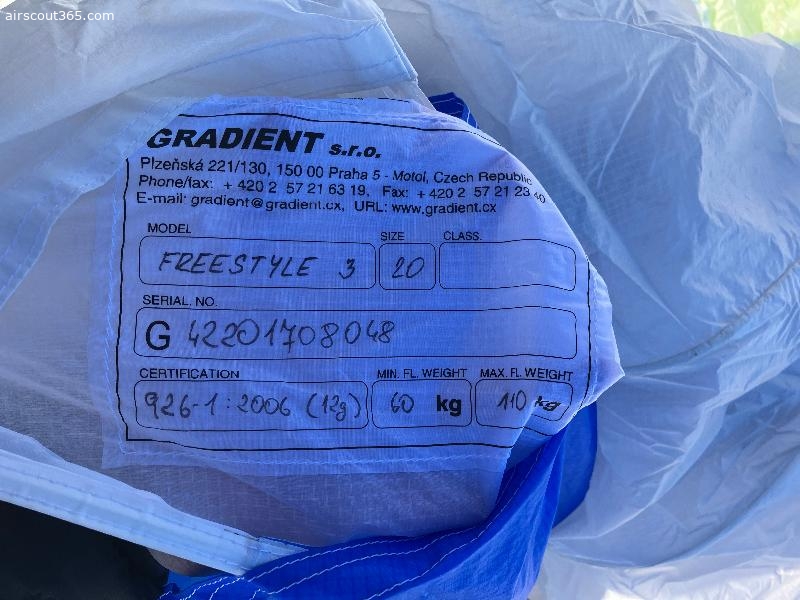 airscout365.com
GRADIENT s.r.o.
Plzeňská 221/130, 150 00 Praha 5 - Motol, Czech Republic
Phone/fax: + 420 2 57 21 63 19, Fax: + 420 2 57 21 23 40
E-mail: gradient@gradient.cx, URL: www.gradient.cx
MODEL SIZE CLASS.
FREESTYLE 3 20
SERIAL. NO.
G 42201708048
CERTIFICATION MIN. FL. WEIGHT MAX. FL. WEIGHT
926-1:2006 (12g) 60 kg 110 kg